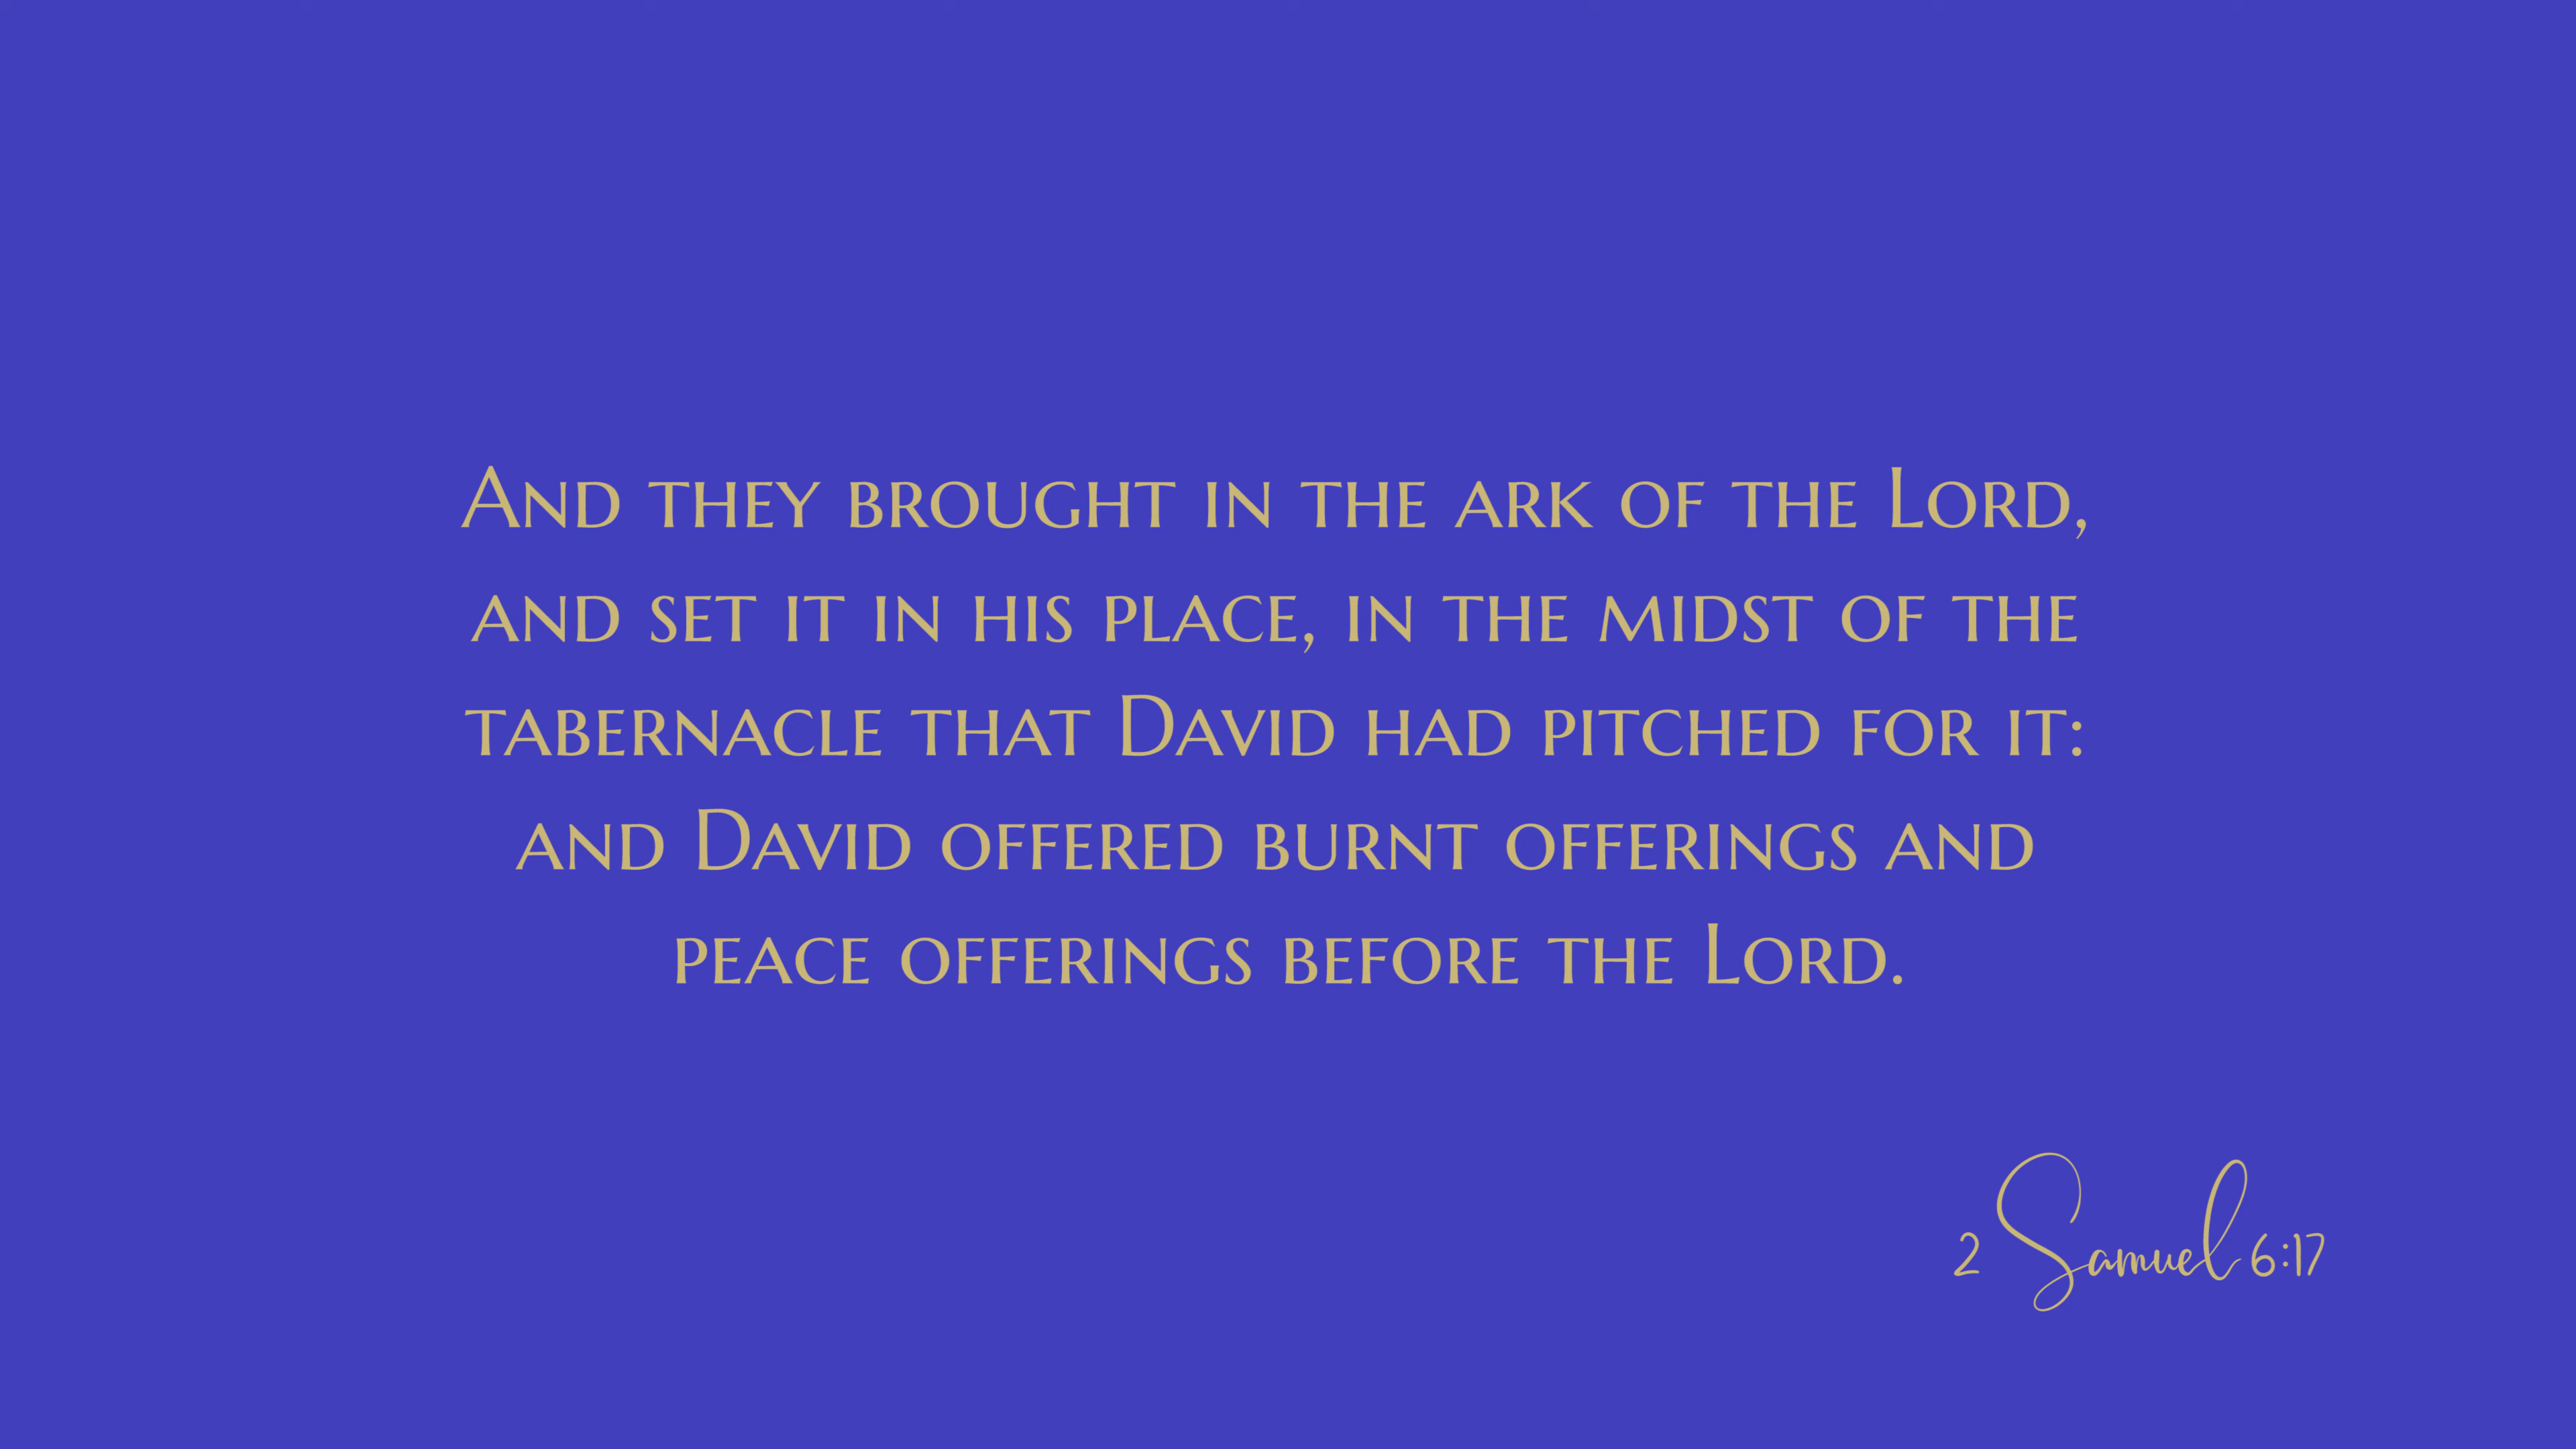 And they brought in the ark of the Lord,
and set it in his place, in the midst of the
tabernacle that David had pitched for it:
and David offered burnt offerings and
peace offerings before the Lord.
2 Samuel 6:17